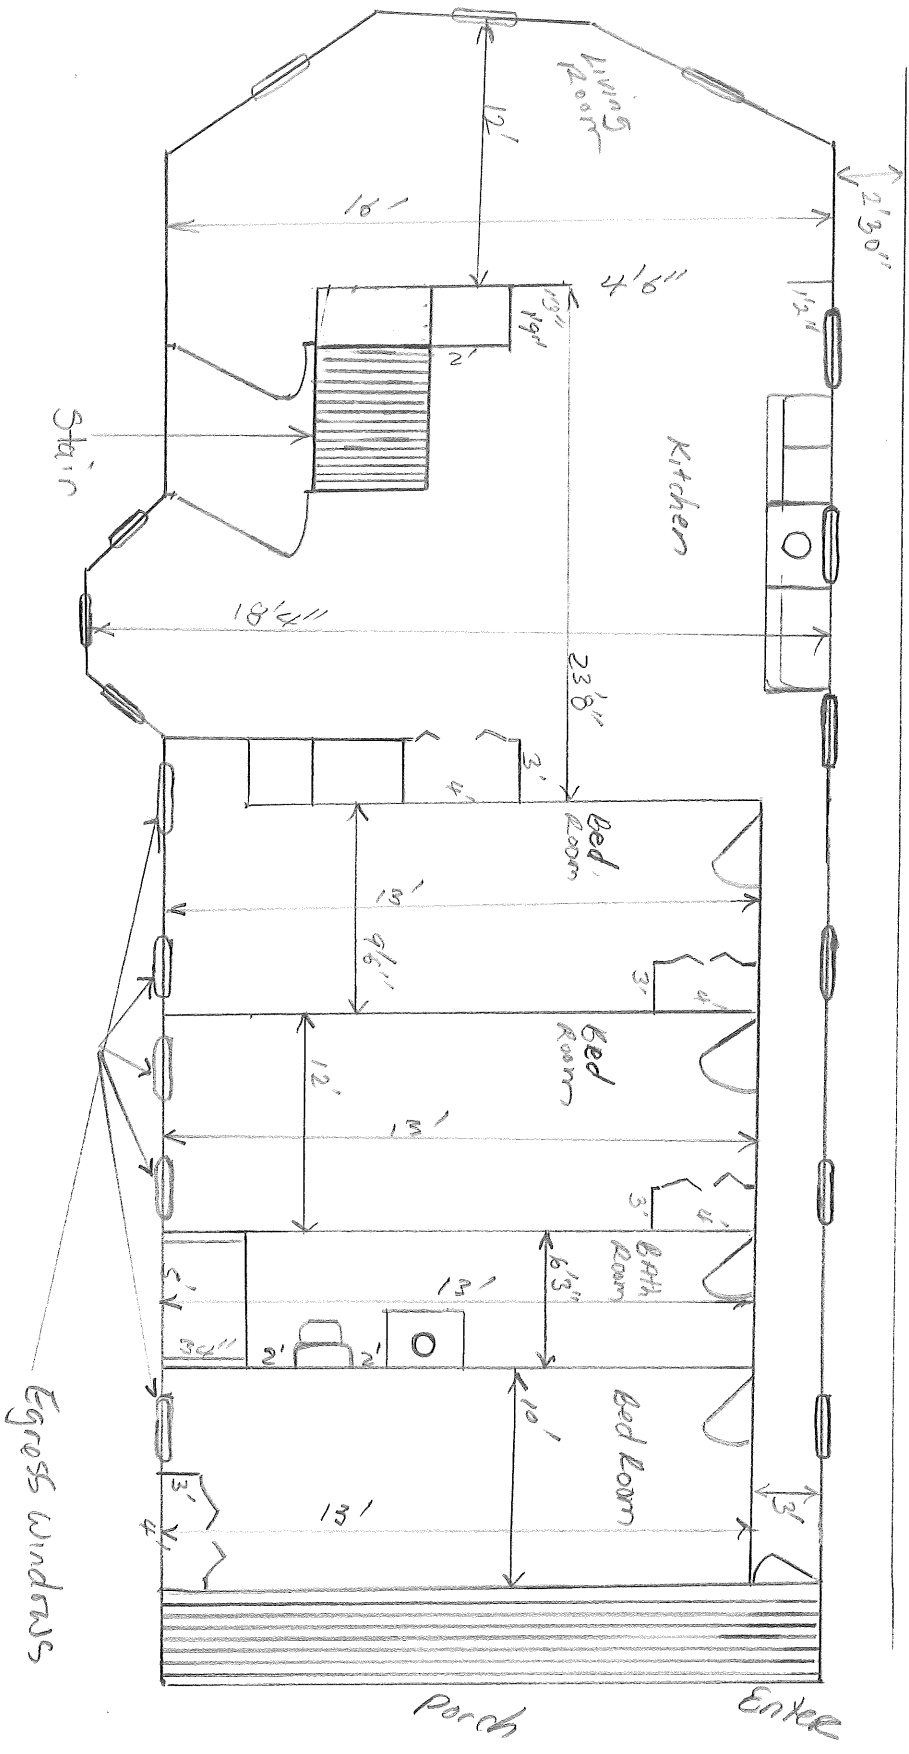 Living
Room
12'
16'
2'30"
4'6"
12"
19"
2'
Stair
Kitchen
18'4"
23'8"
3'
4'
Bed
Room
13'
9'6"
3'
4'
Bed
Room
12'
13'
3'
4'
Bath
Room
6'3"
13'
5'
34"
2'
2'
Bed Room
10'
13'
3'
4'
3'
Egress windows
Porch
Enter